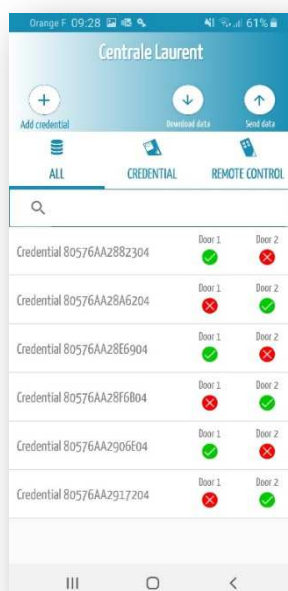 Orange F 09:28 61%
Centrale Laurent
Add credential Download data Send data
ALL CREDENTIAL REMOTE CONTROL
Door 1 Door 2
Credential 80576AA2882304
Door 1 Door 2
Credential 80576AA28A6204
Door 1 Door 2
Credential 80576AA28E6904
Door 1 Door 2
Credential 80576AA28F6B04
Door 1 Door 2
Credential 80576AA2906E04
Door 1 Door 2
Credential 80576AA2917204